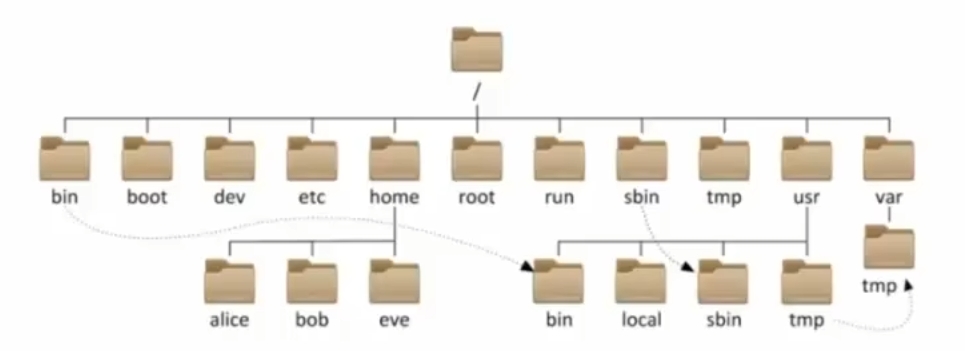 /
bin boot dev etc home root run sbin tmp usr var
tmp
alice bob eve bin local sbin tmp